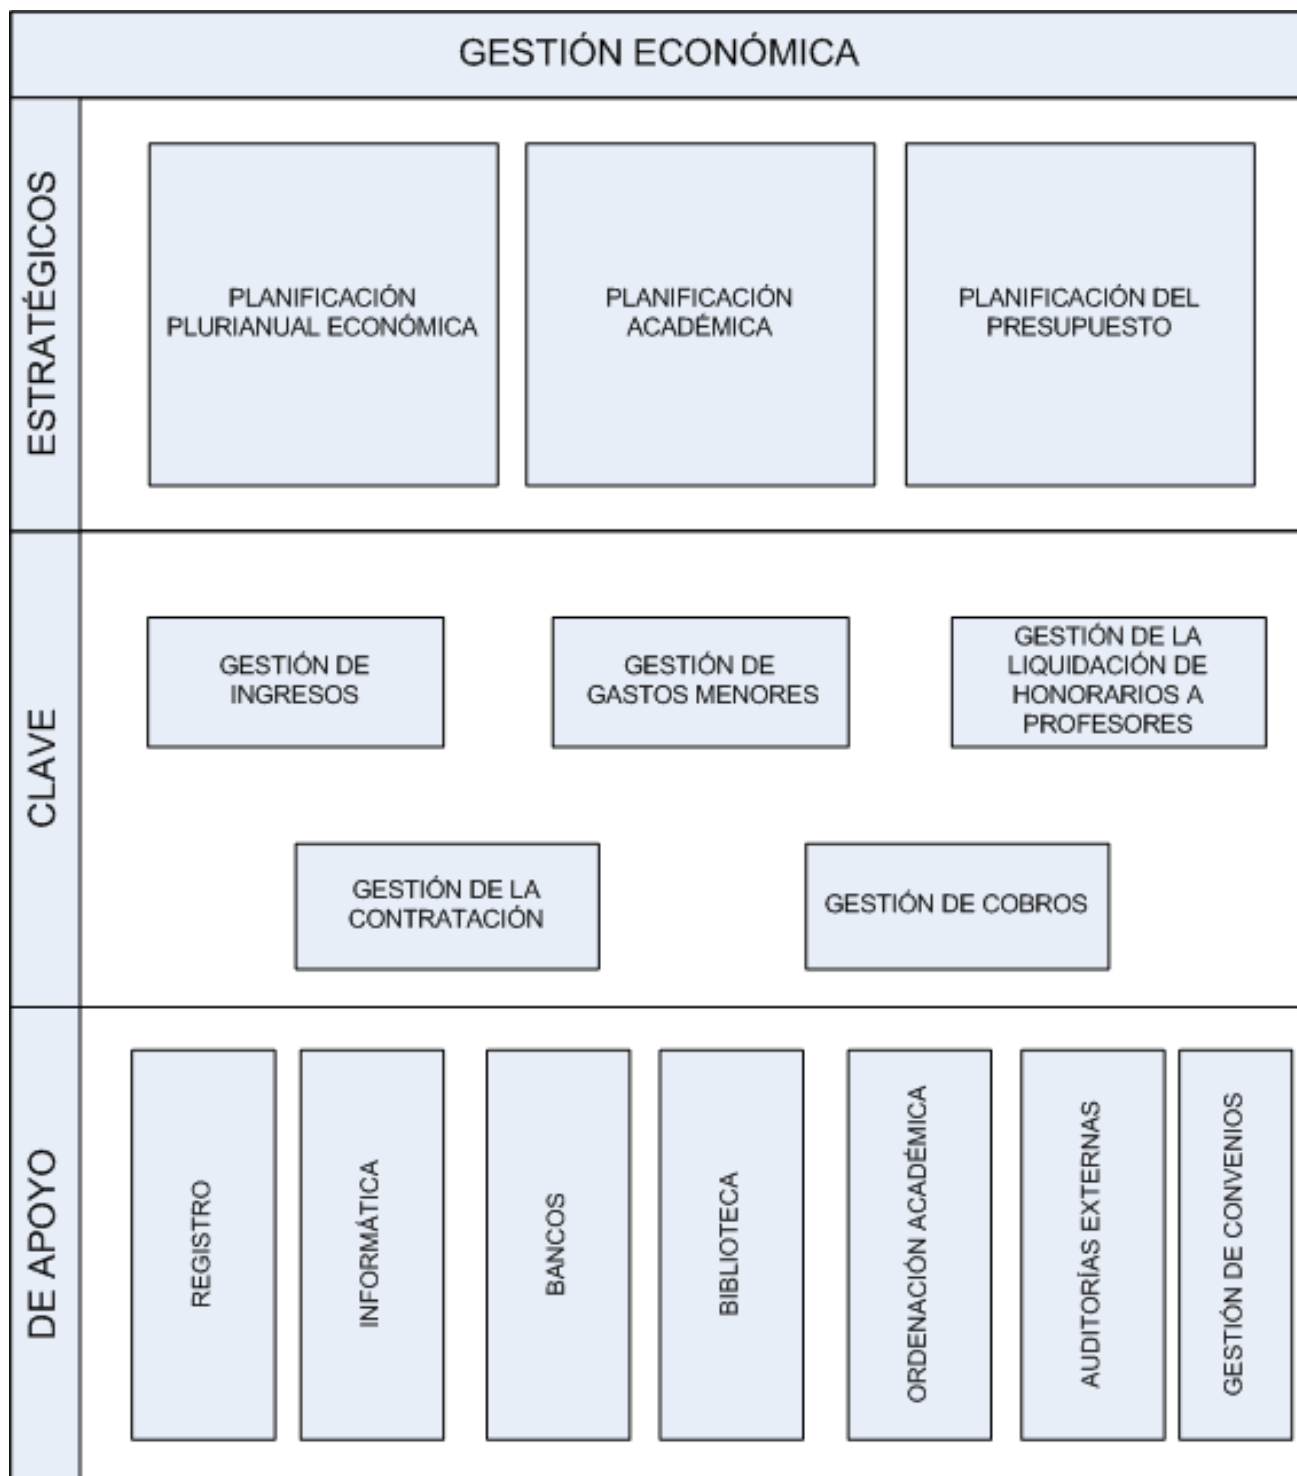 GESTIÓN ECONÓMICA
ESTRATÉGICOS
PLANIFICACIÓN
PLURIANUAL ECONÓMICA
PLANIFICACIÓN
ACADÉMICA
PLANIFICACIÓN DEL
PRESUPUESTO
CLAVE
GESTIÓN DE
INGRESOS
GESTIÓN DE
GASTOS MENORES
GESTIÓN DE LA
LIQUIDACIÓN DE
HONORARIOS A
PROFESORES
GESTIÓN DE LA
CONTRATACIÓN
GESTIÓN DE COBROS
DE APOYO
REGISTRO
INFORMÁTICA
BANCOS
BIBLIOTECA
ORDENACIÓN ACADÉMICA
AUDITORÍAS EXTERNAS
GESTIÓN DE CONVENIOS